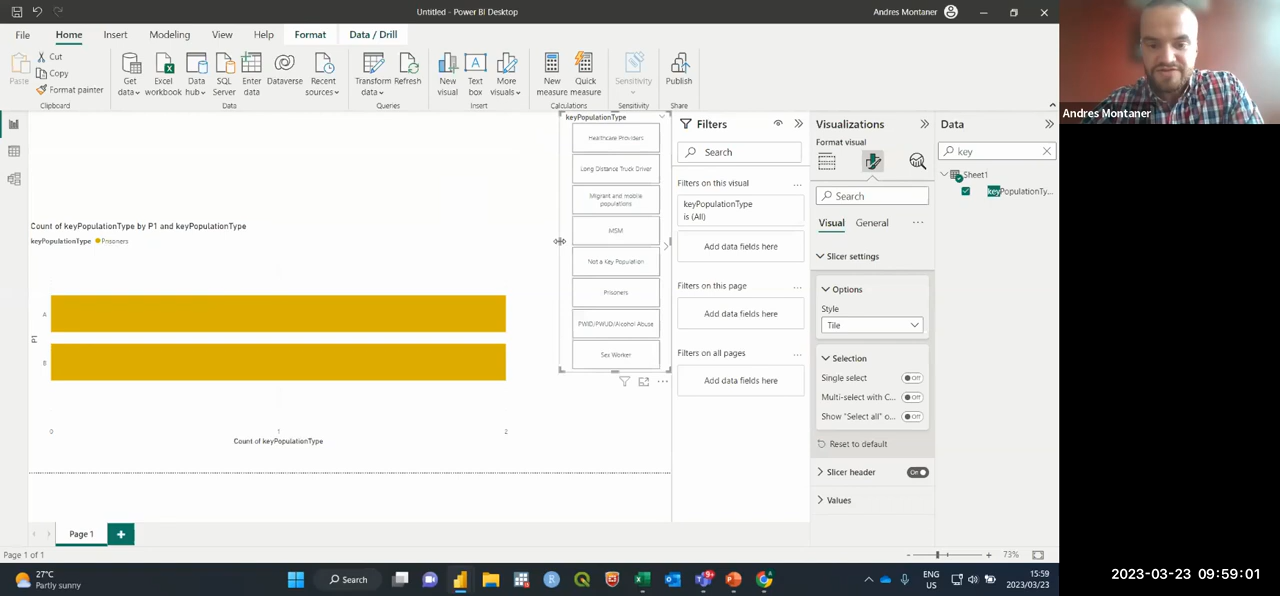 Untitled - Power BI Desktop
Andres Montaner
File Home Insert Modeling View Help Format Data / Drill
Paste
Cut
Copy
Format painter
Clipboard
Get data
Excel workbook
Data hub
SQL Server
Enter data
Dataverse
Recent sources
Data
Transform data
Refresh
Queries
New visual
Text box
More visuals
Insert
New measure
Quick measure
Calculations
Sensitivity
Sensitivity
Publish
Share
Count of keyPopulationType by P1 and keyPopulationType
keyPopulationType Prisoners
P1
A
B
0 1 2
Count of keyPopulationType
keyPopulationType
Healthcare Providers
Long Distance Truck Driver
Migrant and mobile
populations
MSM
Not a Key Population
Prisoners
PWID/PWUD/Alcohol Abuse
Sex Worker
Filters
Search
Filters on this visual ...
keyPopulationType
is (All)
Add data fields here
Filters on this page ...
Add data fields here
Filters on all pages ...
Add data fields here
Visualizations
Format visual
Search
Visual General ...
Slicer settings
Options
Style
Tile
Selection
Single select Off
Multi-select with C... Off
Show "Select all" o... Off
Reset to default
Slicer header On
Values
Data
key
Sheet1
keyPopulationTy...
Page 1
Page 1 of 1
- + 73%
27°C
Partly sunny
Search
ENG
US
15:59
2023/03/23
Andres Montaner
2023-03-23 09:59:01